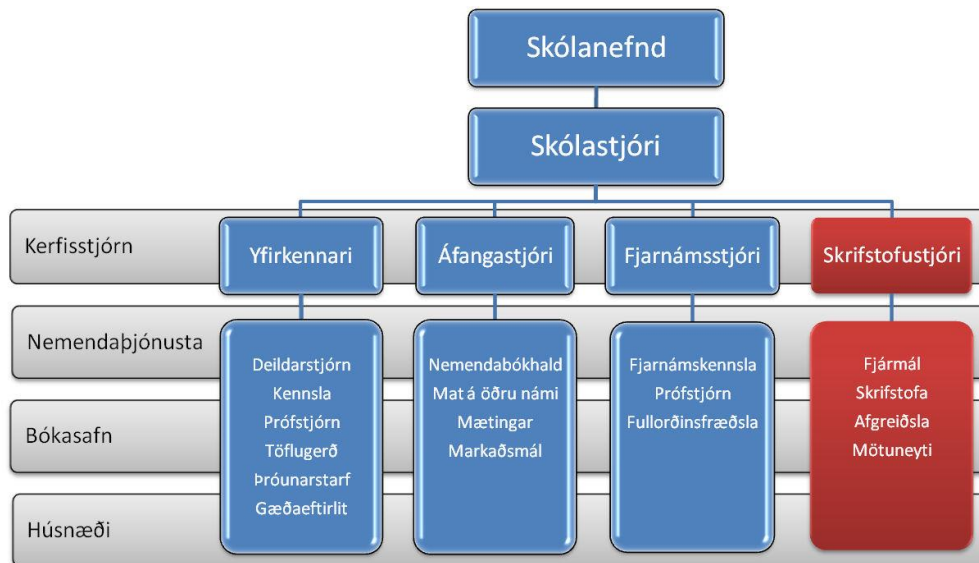 Skólanefnd
Skólastjóri
Kerfisstjórn
Yfirkennari
Áfangastjóri
Fjarnámsstjóri
Skrifstofustjóri
Nemendaþjónusta
Bókasafn
Húsnæði
Deildarstjórn
Kennsla
Prófstjórn
Töflugerð
Þróunarstarf
Gæðaeftirlit
Nemendabókhald
Mat á öðru námi
Mætingar
Markaðsmál
Fjarnámskennsla
Prófstjórn
Fullorðinsfræðsla
Fjármál
Skrifstofa
Afgreiðsla
Mötuneyti